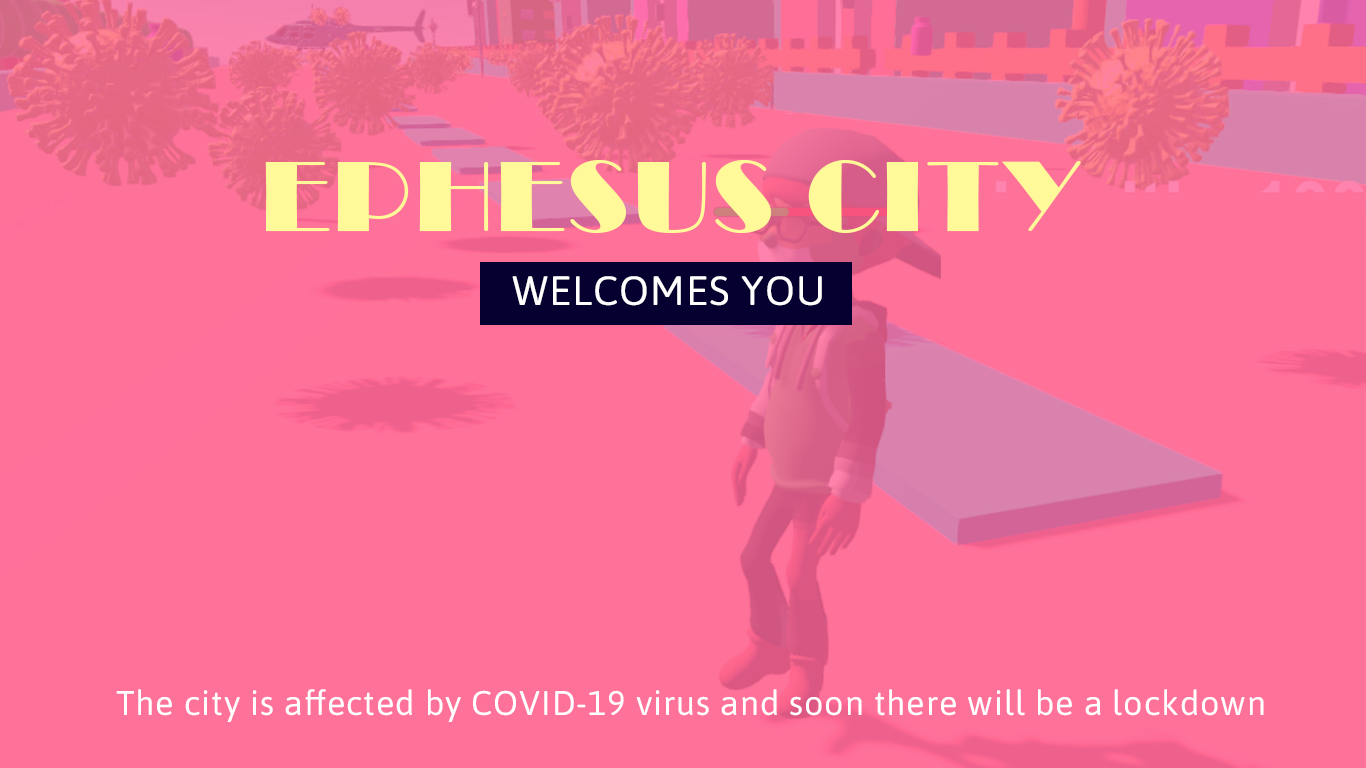 EPHESUS CITY
WELCOMES YOU
The city is affected by COVID-19 virus and soon there will be a lockdown